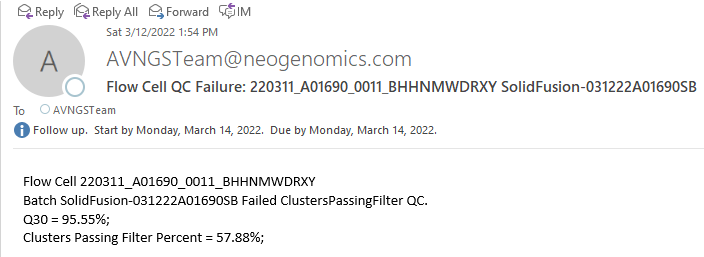 Reply Reply All Forward IM
Sat 3/12/2022 1:54 PM
A
AVNGSTeam@neogenomics.com
Flow Cell QC Failure: 220311_A01690_0011_BHHNMWDRXY SolidFusion-031222A01690SB
To AVNGSTeam
Follow up. Start by Monday, March 14, 2022. Due by Monday, March 14, 2022.
Flow Cell 220311_A01690_0011_BHHNMWDRXY
Batch SolidFusion-031222A01690SB Failed ClustersPassingFilter QC.
Q30 = 95.55%;
Clusters Passing Filter Percent = 57.88%;